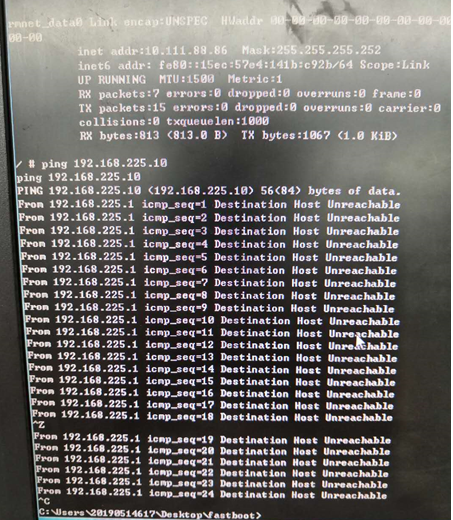 rmnet_data0 Link encap:UNSPEC  HWaddr 00-00-00-00-00-00-00-00-00-00-00-00-00-00-
00-00
inet addr:10.111.88.86  Mask:255.255.255.252
inet6 addr: fe80::15ec:57e4:141b:c92b/64 Scope:Link
UP RUNNING  MTU:1500  Metric:1
RX packets:7 errors:0 dropped:0 overruns:0 frame:0
TX packets:15 errors:0 dropped:0 overruns:0 carrier:0
collisions:0 txqueuelen:1000
RX bytes:813 (813.0 B)  TX bytes:1067 (1.0 KiB)
/ # ping 192.168.225.10
ping 192.168.225.10
PING 192.168.225.10 (192.168.225.10) 56(84) bytes of data.
From 192.168.225.1 icmp_seq=1 Destination Host Unreachable
From 192.168.225.1 icmp_seq=2 Destination Host Unreachable
From 192.168.225.1 icmp_seq=3 Destination Host Unreachable
From 192.168.225.1 icmp_seq=4 Destination Host Unreachable
From 192.168.225.1 icmp_seq=5 Destination Host Unreachable
From 192.168.225.1 icmp_seq=6 Destination Host Unreachable
From 192.168.225.1 icmp_seq=7 Destination Host Unreachable
From 192.168.225.1 icmp_seq=8 Destination Host Unreachable
From 192.168.225.1 icmp_seq=9 Destination Host Unreachable
From 192.168.225.1 icmp_seq=10 Destination Host Unreachable
From 192.168.225.1 icmp_seq=11 Destination Host Unreachable
From 192.168.225.1 icmp_seq=12 Destination Host Unreachable
From 192.168.225.1 icmp_seq=13 Destination Host Unreachable
From 192.168.225.1 icmp_seq=14 Destination Host Unreachable
From 192.168.225.1 icmp_seq=15 Destination Host Unreachable
From 192.168.225.1 icmp_seq=16 Destination Host Unreachable
From 192.168.225.1 icmp_seq=17 Destination Host Unreachable
From 192.168.225.1 icmp_seq=18 Destination Host Unreachable
^Z
From 192.168.225.1 icmp_seq=19 Destination Host Unreachable
From 192.168.225.1 icmp_seq=20 Destination Host Unreachable
From 192.168.225.1 icmp_seq=21 Destination Host Unreachable
From 192.168.225.1 icmp_seq=22 Destination Host Unreachable
From 192.168.225.1 icmp_seq=23 Destination Host Unreachable
From 192.168.225.1 icmp_seq=24 Destination Host Unreachable
^C
C:\Users\20190514617\Desktop\fastboot>